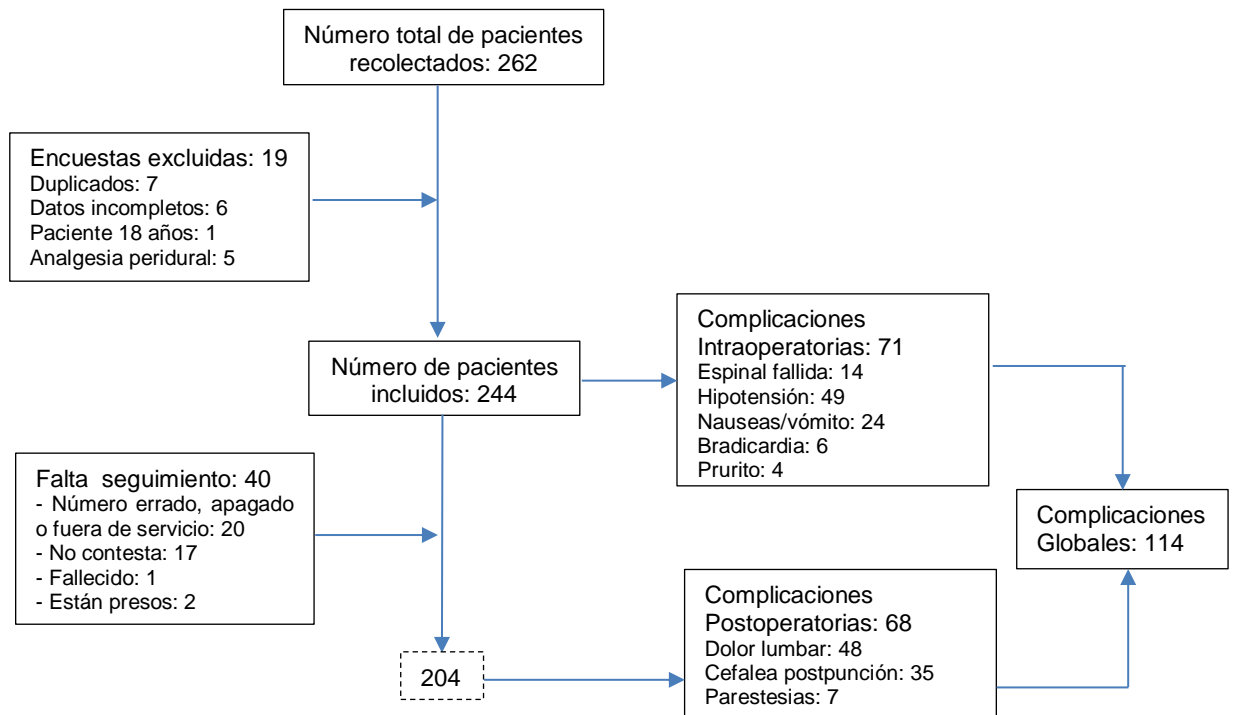 Número total de pacientes
recolectados: 262
Encuestas excluidas: 19
Duplicados: 7
Datos incompletos: 6
Paciente 18 años: 1
Analgesia peridural: 5
Número de pacientes
incluidos: 244
Complicaciones
Intraoperatorias: 71
Espinal fallida: 14
Hipotensión: 49
Nauseas/vómito: 24
Bradicardia: 6
Prurito: 4
Falta seguimiento: 40
- Número errado, apagado
o fuera de servicio: 20
- No contesta: 17
- Fallecido: 1
- Están presos: 2
Complicaciones
Globales: 114
204
Complicaciones
Postoperatorias: 68
Dolor lumbar: 48
Cefalea postpunción: 35
Parestesias: 7